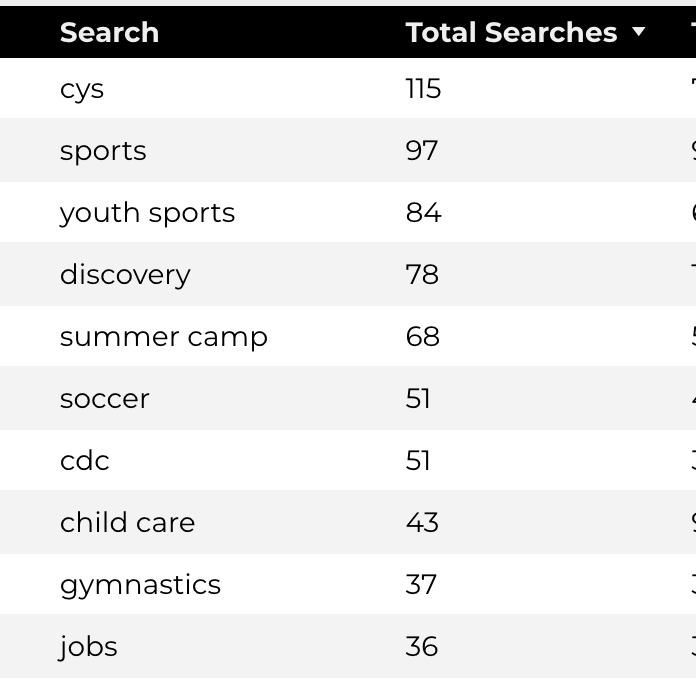 Search Total Searches ▼
cys 115
sports 97
youth sports 84
discovery 78
summer camp 68
soccer 51
cdc 51
child care 43
gymnastics 37
jobs 36